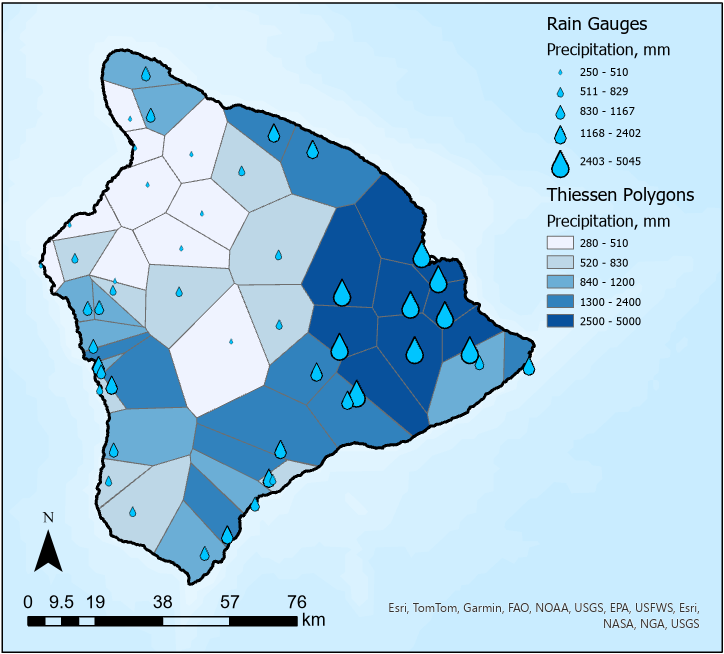 Rain Gauges
Precipitation, mm
250 - 510
511 - 829
830 - 1167
1168 - 2402
2403 - 5045
Thiessen Polygons
Precipitation, mm
280 - 510
520 - 830
840 - 1200
1300 - 2400
2500 - 5000
N
0 9.5 19 38 57 76
km
Esri, TomTom, Garmin, FAO, NOAA, USGS, EPA, USFWS, Esri,
NASA, NGA, USGS